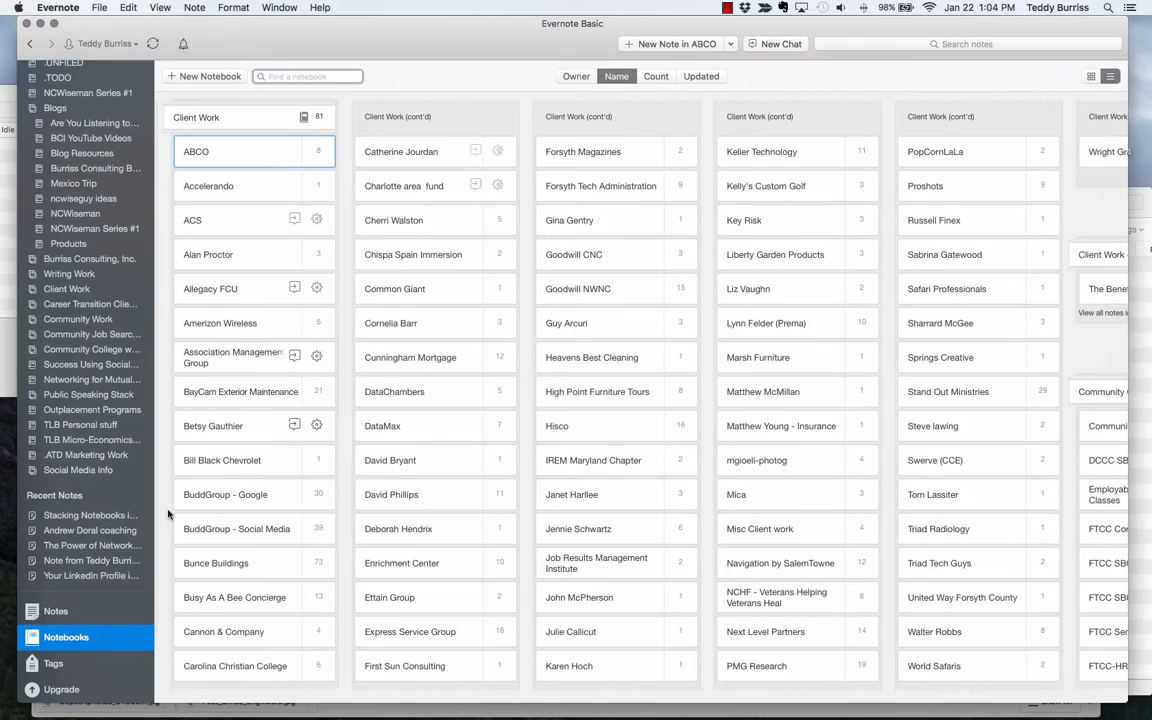 Evernote File Edit View Note Format Window Help
98% Jan 22 1:04 PM Teddy Burriss
Evernote Basic
Teddy Burriss
New Note in ABCO
New Chat
Search notes
New Notebook
Find a notebook
Owner Name Count Updated
.UNFILED
.TODO
NCWiseman Series #1
Blogs
Are You Listening to...
BCI YouTube Videos
Blog Resources
Burriss Consulting B...
Mexico Trip
ncwiseguy ideas
NCWiseman
NCWiseman Series #1
Products
Burriss Consulting, Inc.
Writing Work
Client Work
Career Transition Clie...
Community Work
Community Job Searc...
Community College w...
Success Using Social...
Networking for Mutual...
Public Speaking Stack
Outplacement Programs
TLB Personal stuff
TLB Micro-Economics...
.ATD Marketing Work
Social Media Info
Recent Notes
Stacking Notebooks i...
Andrew Doral coaching
The Power of Network...
Note from Teddy Burri...
Your LinkedIn Profile i...
Notes
Notebooks
Tags
Upgrade
Client Work 81
ABCO 8
Accelerando 1
ACS
Alan Proctor 3
Allegacy FCU
Amerizon Wireless 5
Association Management
Group
BayCam Exterior Maintenance 21
Betsy Gauthier
Bill Black Chevrolet 1
BuddGroup - Google 30
BuddGroup - Social Media 39
Bunce Buildings 73
Busy As A Bee Concierge 13
Cannon & Company 4
Carolina Christian College 6
Client Work (cont'd)
Catherine Jourdan
Charlotte area fund
Cherri Walston 5
Chispa Spain Immersion 2
Common Giant 1
Cornelia Barr 3
Cunningham Mortgage 12
DataChambers 5
DataMax 7
David Bryant 1
David Phillips 11
Deborah Hendrix 1
Enrichment Center 10
Ettain Group 2
Express Service Group 16
First Sun Consulting 1
Client Work (cont'd)
Forsyth Magazines 2
Forsyth Tech Administration 9
Gina Gentry 1
Goodwill CNC 3
Goodwill NWNC 15
Guy Arcuri 3
Heavens Best Cleaning 1
High Point Furniture Tours 8
Hisco 16
IREM Maryland Chapter 2
Janet Harllee 3
Jennie Schwartz 6
Job Results Management
Institute 2
John McPherson 1
Julie Callicut 1
Karen Hoch 1
Client Work (cont'd)
Keller Technology 11
Kelly's Custom Golf 3
Key Risk 3
Liberty Garden Products 3
Liz Vaughn 2
Lynn Felder (Prema) 10
Marsh Furniture 1
Matthew McMillan 1
Matthew Young - Insurance 1
mgioeli-photog 4
Mica 3
Misc Client work 4
Navigation by SalemTowne 12
NCHF - Veterans Helping
Veterans Heal 8
Next Level Partners 14
PMG Research 19
Client Work (cont'd)
PopCornLaLa 2
Proshots 9
Russell Finex 1
Sabrina Gatewood 1
Safari Professionals 1
Sharrard McGee 3
Springs Creative 1
Stand Out Ministries 29
Steve lawing 2
Swerve (CCE) 2
Tom Lassiter 1
Triad Radiology 1
Triad Tech Guys 2
United Way Forsyth County 1
Walter Robbs 8
World Safaris 2
Client Work
Wright Gra
Client Work -
The Bene
View all notes i
Community
Communi
DCCC SB
Employab
Classes
FTCC Cor
FTCC SBC
FTCC SBC
FTCC Ser
FTCC-HR
Idle